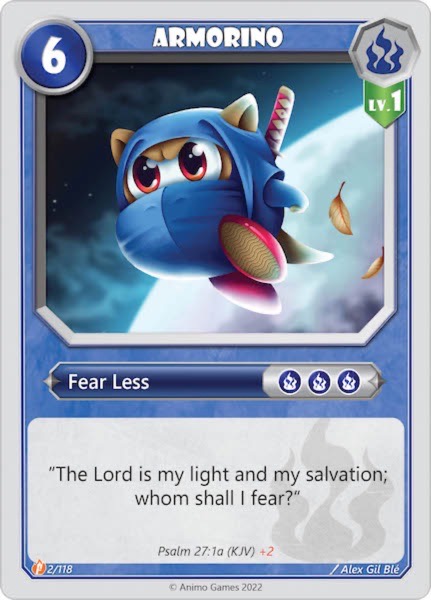 ARMORINO
6
LV.1
Fear Less
"The Lord is my light and my salvation;
whom shall I fear?"
Psalm 27:1a (KJV) +2
2/118
Alex Gil Blé
© Animo Games 2022